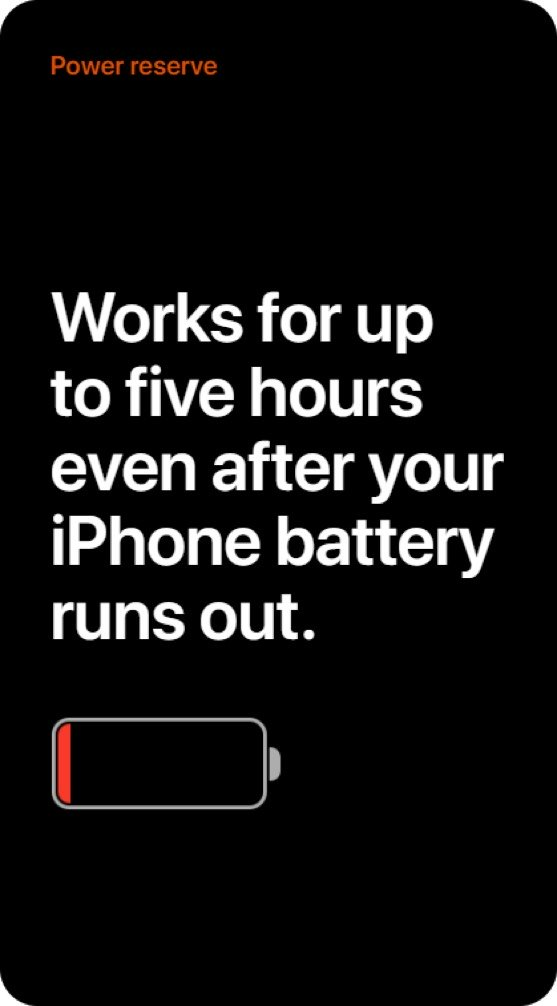 Power reserve
Works for up
to five hours
even after your
iPhone battery
runs out.